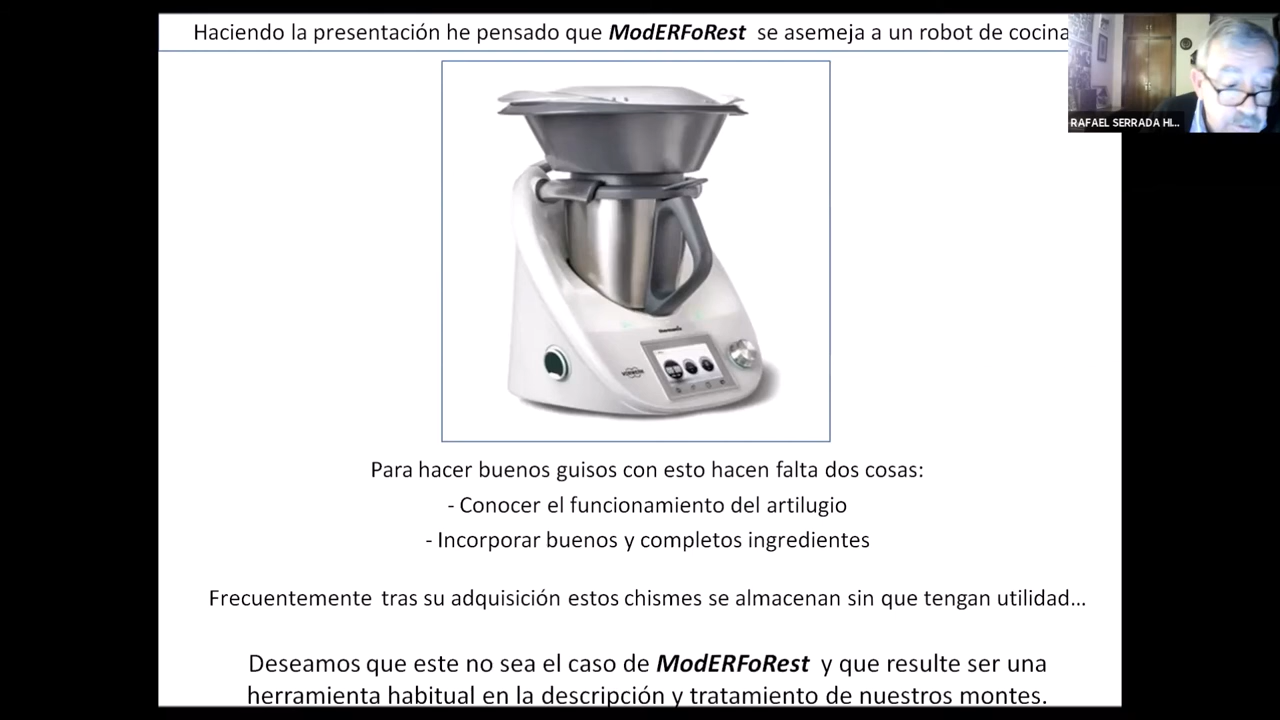 Haciendo la presentación he pensado que ModERFoRest se asemeja a un robot de cocina
RAFAEL SERRADA HI...
thermomix
VORWERK
Para hacer buenos guisos con esto hacen falta dos cosas:
- Conocer el funcionamiento del artilugio
- Incorporar buenos y completos ingredientes
Frecuentemente tras su adquisición estos chismes se almacenan sin que tengan utilidad...
Deseamos que este no sea el caso de ModERFoRest y que resulte ser una
herramienta habitual en la descripción y tratamiento de nuestros montes.